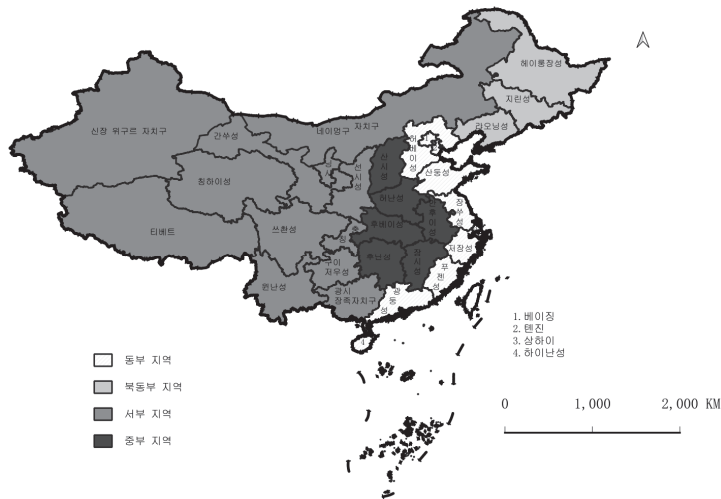 헤이룽장성
지린성
랴오닝성
네이멍구 자치구
신장 위구르 자치구
간쑤성
칭하이성
티베트
산시성
허베이성
산둥성
허난성
장쑤성
안후이성
후베이성
쓰촨성
저장성
장시성
후난성
푸젠성
구이
저우성
윈난성
광시
장족자치구
광둥성
1. 베이징
2. 톈진
3. 상하이
4. 하이난성
동부 지역
북동부 지역
서부 지역
중부 지역
0 1,000 2,000 KM